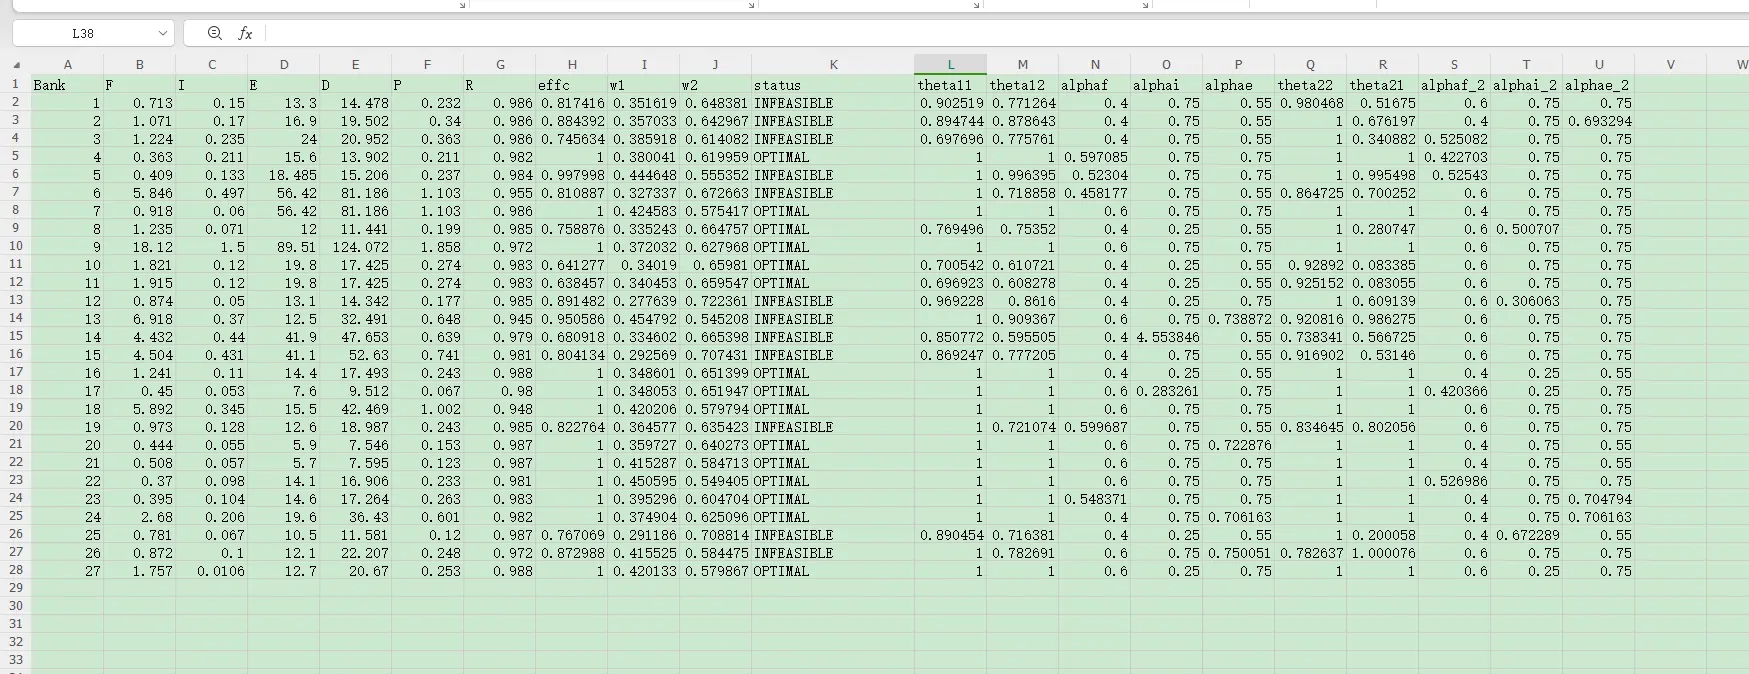 L38 fx
A B C D E F G H I J K L M N O P Q R S T U V W
1 Bank F I E D P R effc w1 w2 status theta11 theta12 alphaf alphai alphae theta22 theta21 alphaf_2 alphai_2 alphae_2
2 1 0.713 0.15 13.3 14.478 0.232 0.986 0.817416 0.351619 0.648381 INFEASIBLE 0.902519 0.771264 0.4 0.75 0.55 0.980468 0.51675 0.6 0.75 0.75
3 2 1.071 0.17 16.9 19.502 0.34 0.986 0.884392 0.357033 0.642967 INFEASIBLE 0.894744 0.878643 0.4 0.75 0.55 1 0.676197 0.4 0.75 0.693294
4 3 1.224 0.235 24 20.952 0.363 0.986 0.745634 0.385918 0.614082 INFEASIBLE 0.697696 0.775761 0.4 0.75 0.55 1 0.340882 0.525082 0.75 0.75
5 4 0.363 0.211 15.6 13.902 0.211 0.982 1 0.380041 0.619959 OPTIMAL 1 1 0.597085 0.75 0.75 1 1 0.422703 0.75 0.75
6 5 0.409 0.133 18.485 15.206 0.237 0.984 0.997998 0.444648 0.555352 INFEASIBLE 1 0.996395 0.52304 0.75 0.75 1 0.995498 0.52543 0.75 0.75
7 6 5.846 0.497 56.42 81.186 1.103 0.955 0.810887 0.327337 0.672663 INFEASIBLE 1 0.718858 0.458177 0.75 0.55 0.864725 0.700252 0.6 0.75 0.75
8 7 0.918 0.06 56.42 81.186 1.103 0.986 1 0.424583 0.575417 OPTIMAL 1 1 0.6 0.75 0.75 1 1 0.4 0.75 0.75
9 8 1.235 0.071 12 11.441 0.199 0.985 0.758876 0.335243 0.664757 OPTIMAL 0.769496 0.75352 0.4 0.25 0.55 1 0.280747 0.6 0.500707 0.75
10 9 18.12 1.5 89.51 124.072 1.858 0.972 1 0.372032 0.627968 OPTIMAL 1 1 0.6 0.75 0.75 1 1 0.6 0.75 0.75
11 10 1.821 0.12 19.8 17.425 0.274 0.983 0.641277 0.34019 0.65981 OPTIMAL 0.700542 0.610721 0.4 0.25 0.55 0.92892 0.083385 0.6 0.75 0.75
12 11 1.915 0.12 19.8 17.425 0.274 0.983 0.638457 0.340453 0.659547 OPTIMAL 0.696923 0.608278 0.4 0.25 0.55 0.925152 0.083055 0.6 0.75 0.75
13 12 0.874 0.05 13.1 14.342 0.177 0.985 0.891482 0.277639 0.722361 INFEASIBLE 0.969228 0.8616 0.4 0.25 0.75 1 0.609139 0.6 0.306063 0.75
14 13 6.918 0.37 12.5 32.491 0.648 0.945 0.950586 0.454792 0.545208 INFEASIBLE 1 0.909367 0.6 0.75 0.738872 0.920816 0.986275 0.6 0.75 0.75
15 14 4.432 0.44 41.9 47.653 0.639 0.979 0.680918 0.334602 0.665398 INFEASIBLE 0.850772 0.595505 0.4 4.553846 0.55 0.738341 0.566725 0.6 0.75 0.75
16 15 4.504 0.431 41.1 52.63 0.741 0.981 0.804134 0.292569 0.707431 INFEASIBLE 0.869247 0.777205 0.4 0.75 0.55 0.916902 0.53146 0.6 0.75 0.75
17 16 1.241 0.11 14.4 17.493 0.243 0.988 1 0.348601 0.651399 OPTIMAL 1 1 0.4 0.25 0.55 1 1 0.4 0.25 0.55
18 17 0.45 0.053 7.6 9.512 0.067 0.98 1 0.348053 0.651947 OPTIMAL 1 1 0.6 0.283261 0.75 1 1 0.420366 0.25 0.75
19 18 5.892 0.345 15.5 42.469 1.002 0.948 1 0.420206 0.579794 OPTIMAL 1 1 0.6 0.75 0.75 1 1 0.6 0.75 0.75
20 19 0.973 0.128 12.6 18.987 0.243 0.985 0.822764 0.364577 0.635423 INFEASIBLE 1 0.721074 0.599687 0.75 0.55 0.834645 0.802056 0.6 0.75 0.75
21 20 0.444 0.055 5.9 7.546 0.153 0.987 1 0.359727 0.640273 OPTIMAL 1 1 0.6 0.75 0.722876 1 1 0.4 0.75 0.55
22 21 0.508 0.057 5.7 7.595 0.123 0.987 1 0.415287 0.584713 OPTIMAL 1 1 0.6 0.75 0.75 1 1 0.4 0.75 0.55
23 22 0.37 0.098 14.1 16.906 0.233 0.981 1 0.450595 0.549405 OPTIMAL 1 1 0.6 0.75 0.75 1 1 0.526986 0.75 0.75
24 23 0.395 0.104 14.6 17.264 0.263 0.983 1 0.395296 0.604704 OPTIMAL 1 1 0.548371 0.75 0.75 1 1 0.4 0.75 0.704794
25 24 2.68 0.206 19.6 36.43 0.601 0.982 1 0.374904 0.625096 OPTIMAL 1 1 0.4 0.75 0.706163 1 1 0.4 0.75 0.706163
26 25 0.781 0.067 10.5 11.581 0.12 0.987 0.767069 0.291186 0.708814 INFEASIBLE 0.890454 0.716381 0.4 0.25 0.55 1 0.200058 0.4 0.672289 0.55
27 26 0.872 0.1 12.1 22.207 0.248 0.972 0.872988 0.415525 0.584475 INFEASIBLE 1 0.782691 0.6 0.75 0.750051 0.782637 1.000076 0.6 0.75 0.75
28 27 1.757 0.0106 12.7 20.67 0.253 0.988 1 0.420133 0.579867 OPTIMAL 1 1 0.6 0.25 0.75 1 1 0.6 0.25 0.75
29
30
31
32
33